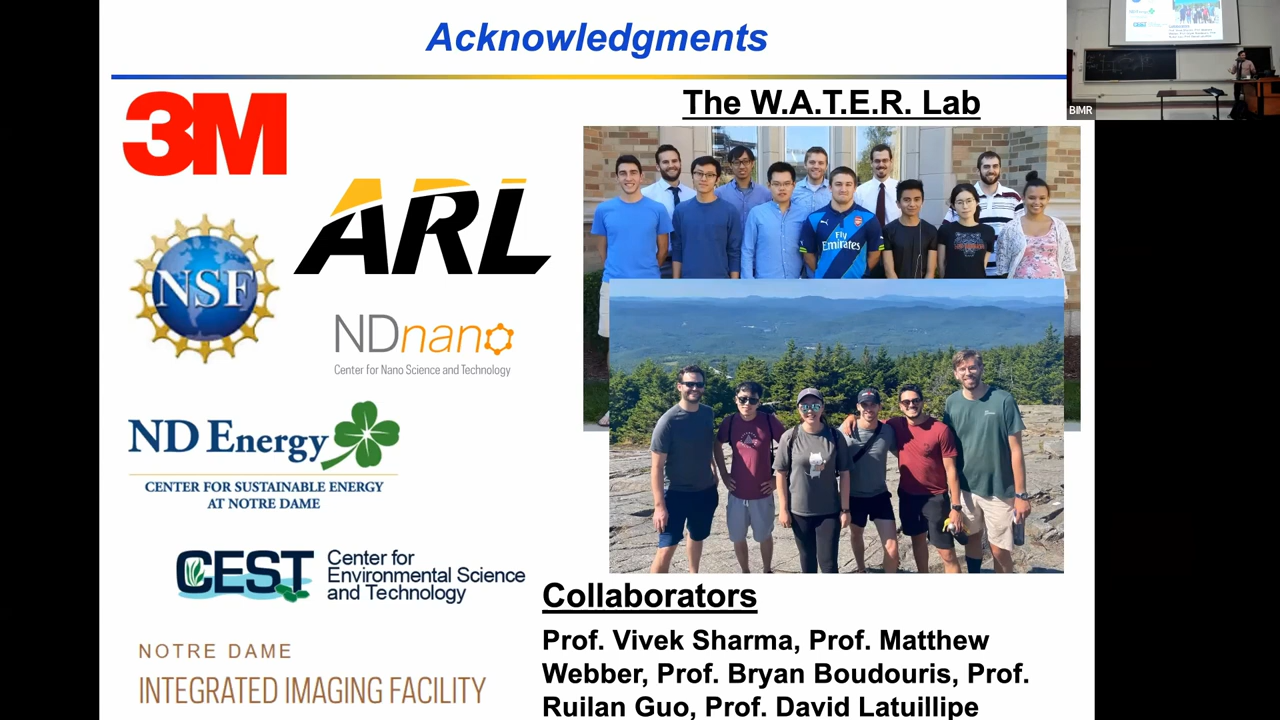 Acknowledgments
3M
ARL
NSF
NDnano
Center for Nano Science and Technology
ND Energy
CENTER FOR SUSTAINABLE ENERGY
AT NOTRE DAME
CEST
Center for
Environmental Science
and Technology
NOTRE DAME
INTEGRATED IMAGING FACILITY
The W.A.T.E.R. Lab
Fly
Emirates
Collaborators
Prof. Vivek Sharma, Prof. Matthew
Webber, Prof. Bryan Boudouris, Prof.
Ruilan Guo, Prof. David Latuillipe
BIMR